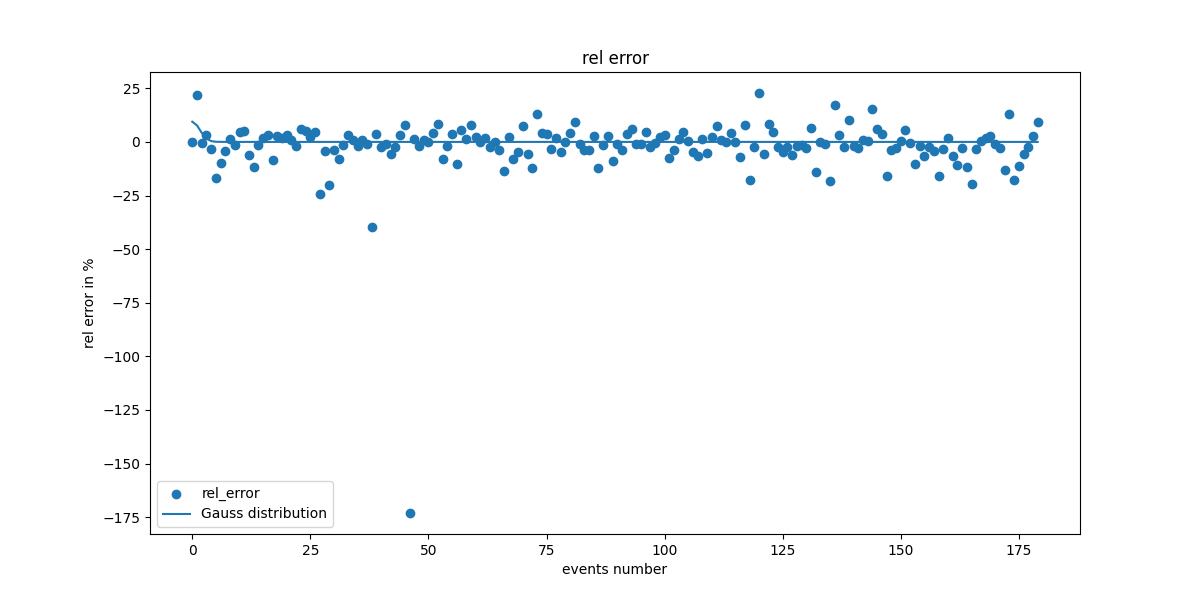 rel error
25
0
−25
−50
−75
−100
−125
−150
−175
rel error in %
rel_error
Gauss distribution
0 25 50 75 100 125 150 175
events number